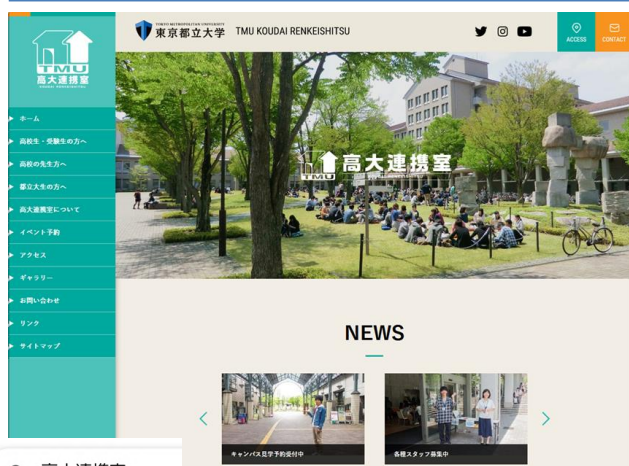 TMU
高大連携室
KOUDAI RENKEISHITSU
ホーム
高校生・受験生の方へ
高校の先生方へ
都立大生の方へ
高大連携室について
イベント予約
アクセス
ギャラリー
お問い合わせ
リンク
サイトマップ
TOKYO METROPOLITAN UNIVERSITY
東京都立大学
TMU KOUDAI RENKEISHITSU
ACCESS
CONTACT
TMU
高大連携室
NEWS
キャンパス見学予約受付中
各種スタッフ募集中